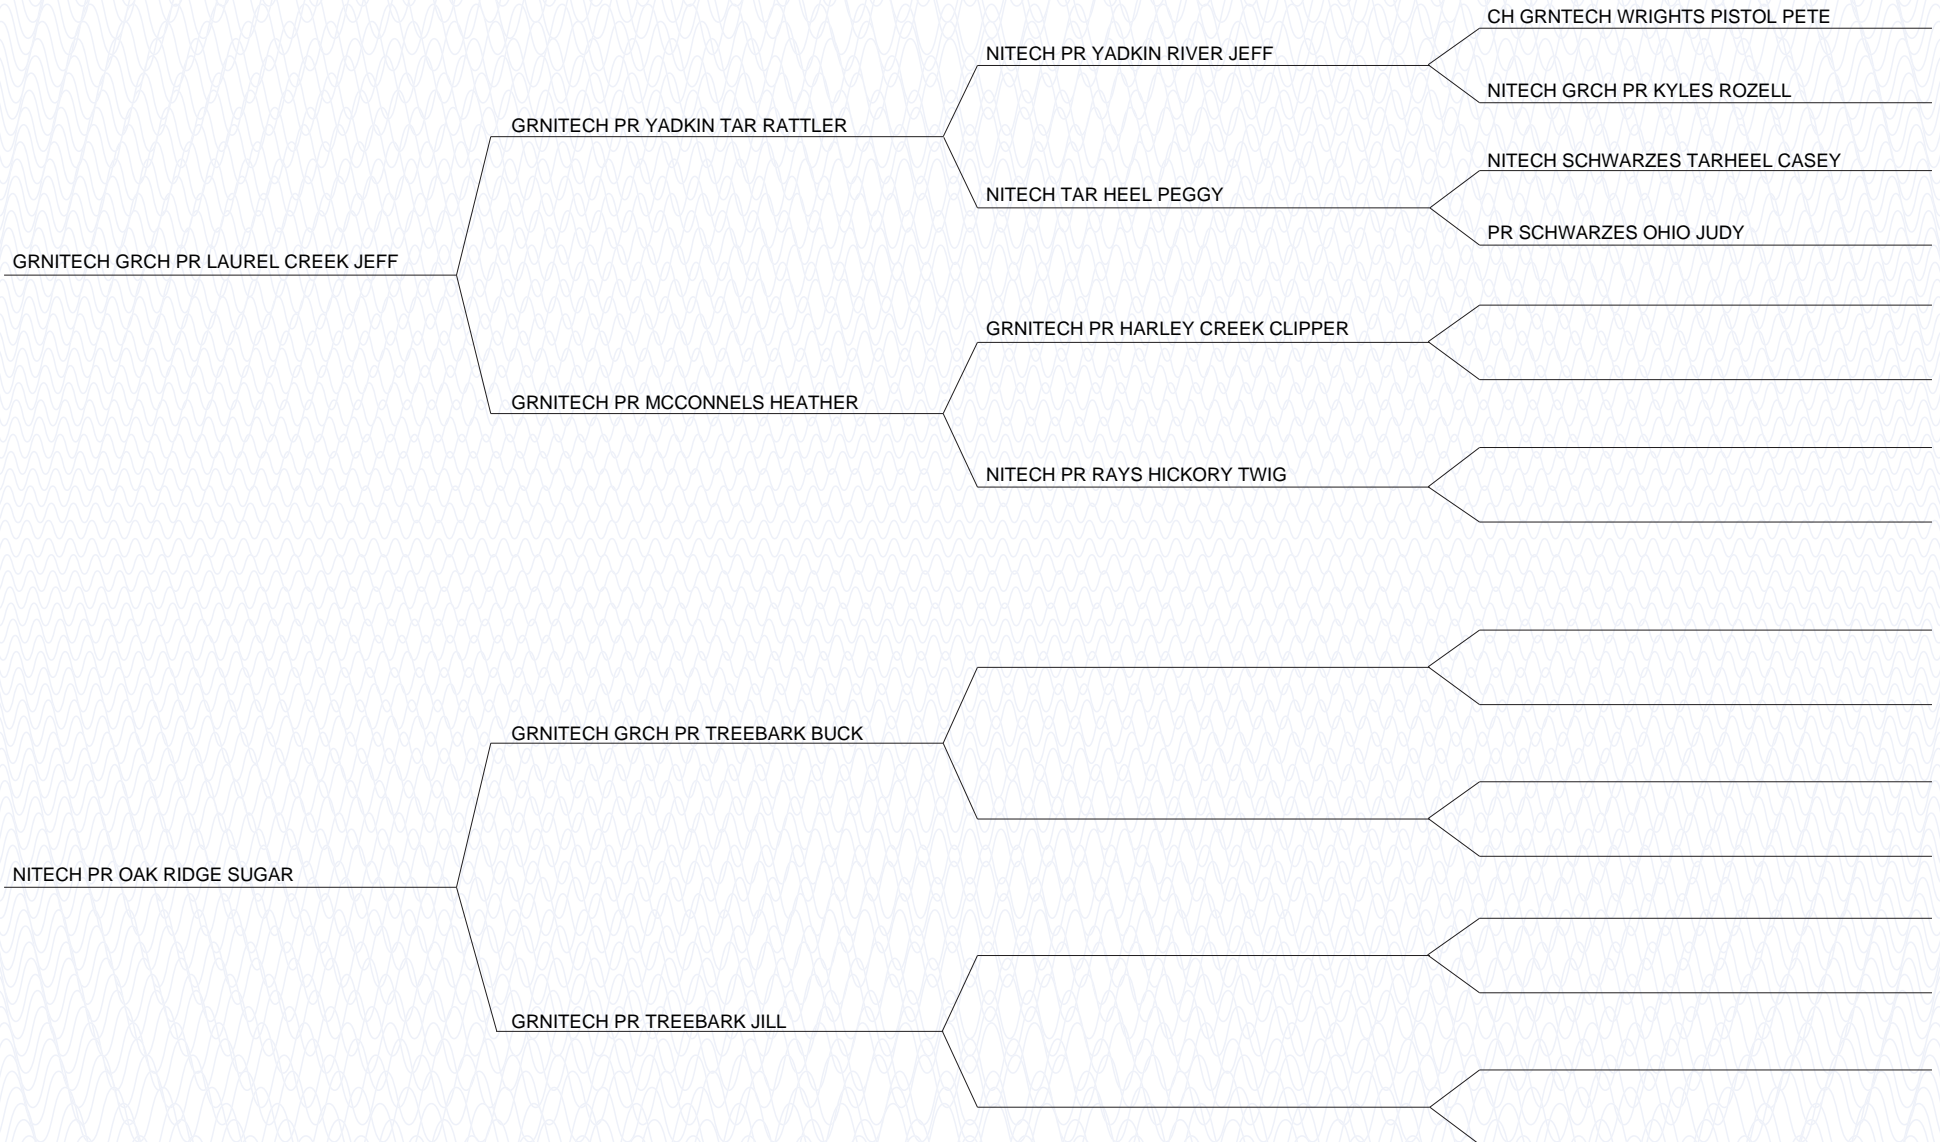 CH GRNTECH WRIGHTS PISTOL PETE
NITECH PR YADKIN RIVER JEFF
NITECH GRCH PR KYLES ROZELL
GRNITECH PR YADKIN TAR RATTLER
NITECH SCHWARZES TARHEEL CASEY
NITECH TAR HEEL PEGGY
PR SCHWARZES OHIO JUDY
GRNITECH GRCH PR LAUREL CREEK JEFF
GRNITECH PR HARLEY CREEK CLIPPER
GRNITECH PR MCCONNELS HEATHER
NITECH PR RAYS HICKORY TWIG
GRNITECH GRCH PR TREEBARK BUCK
NITECH PR OAK RIDGE SUGAR
GRNITECH PR TREEBARK JILL